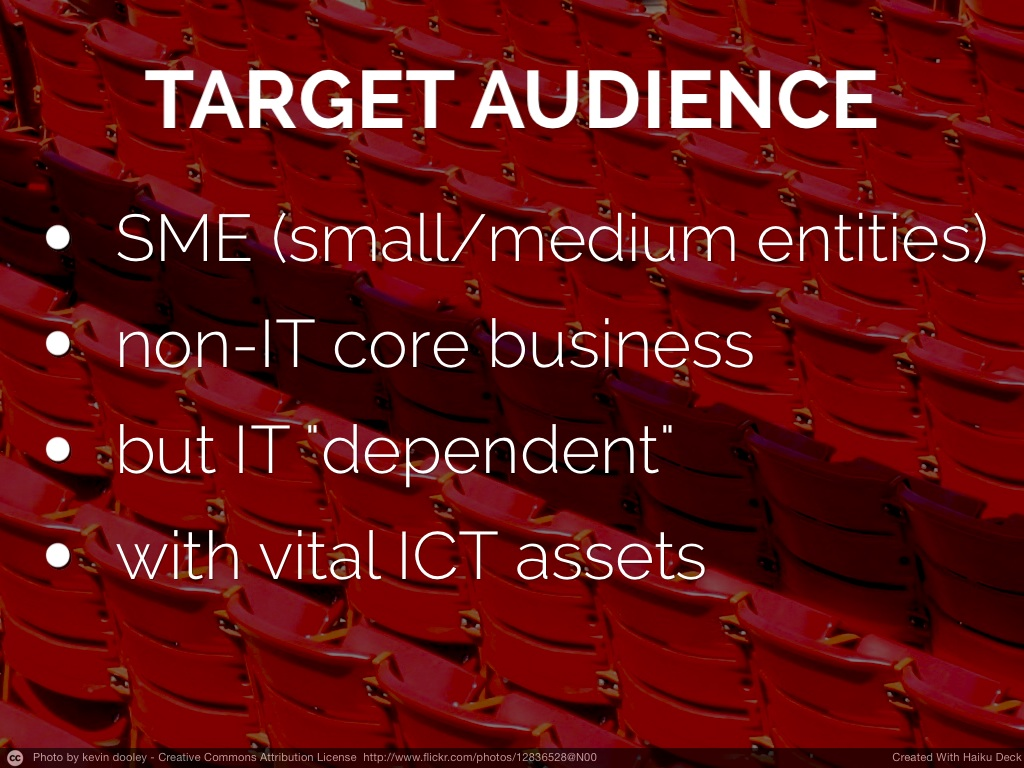 TARGET AUDIENCE
• SME (small/medium entities)
• non-IT core business
• but IT "dependent"
• with vital ICT assets
cc Photo by kevin dooley - Creative Commons Attribution License http://www.flickr.com/photos/12836528@N00 Created With Haiku Deck